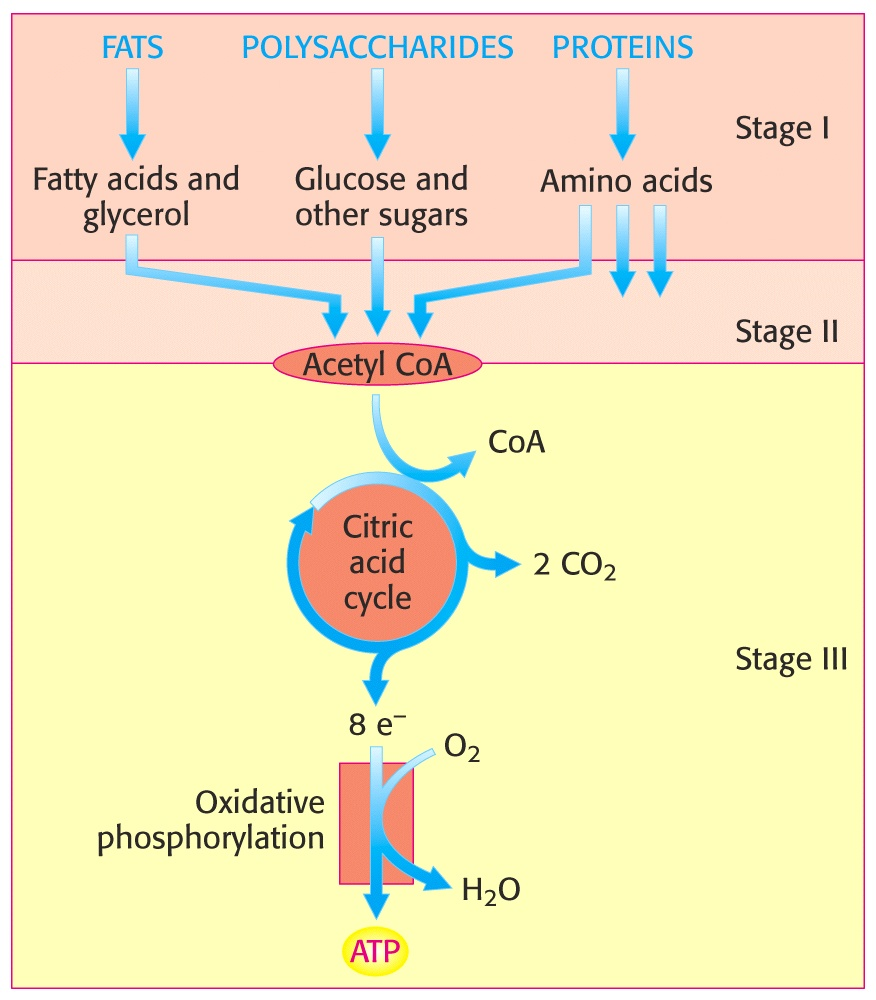 FATS POLYSACCHARIDES PROTEINS
Stage I
Fatty acids and
glycerol
Glucose and
other sugars
Amino acids
Stage II
Acetyl CoA
CoA
Citric
acid
cycle
2 CO₂
Stage III
8 e⁻
O₂
Oxidative
phosphorylation
H₂O
ATP